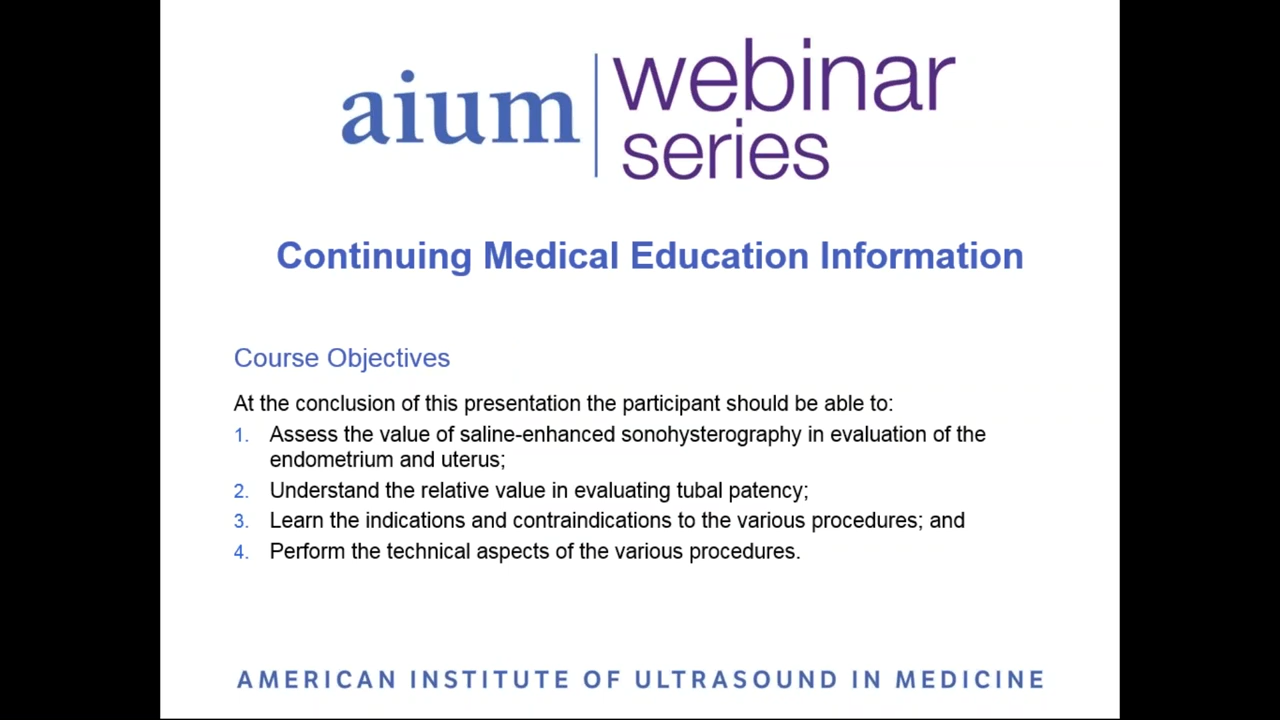 aium
webinar
series
Continuing Medical Education Information
Course Objectives
At the conclusion of this presentation the participant should be able to:
1. Assess the value of saline-enhanced sonohysterography in evaluation of the
endometrium and uterus;
2. Understand the relative value in evaluating tubal patency;
3. Learn the indications and contraindications to the various procedures; and
4. Perform the technical aspects of the various procedures.
AMERICAN INSTITUTE OF ULTRASOUND IN MEDICINE